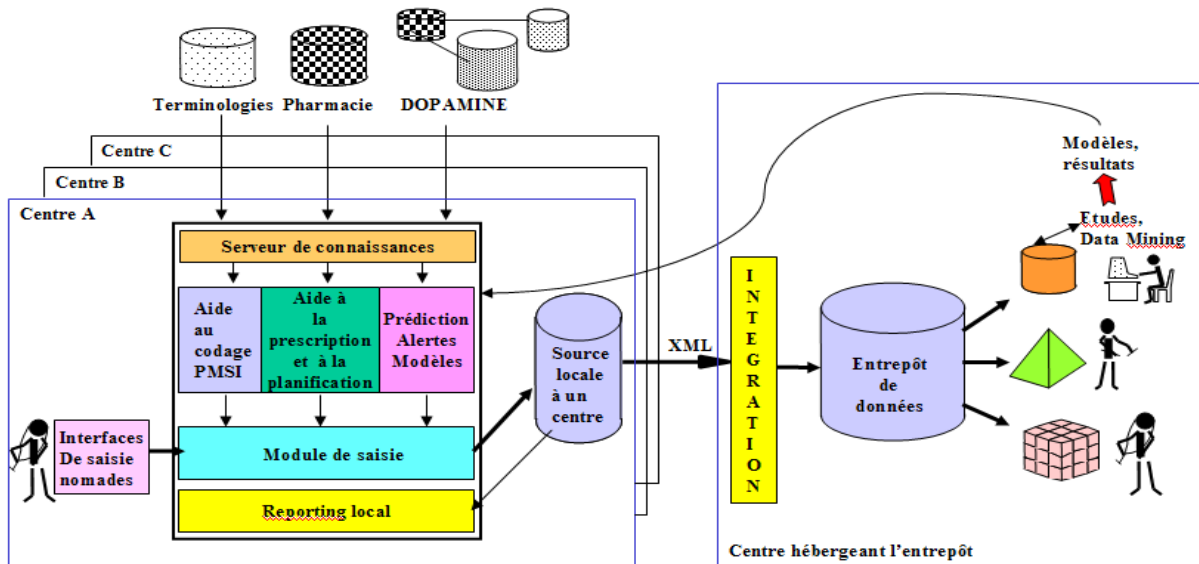 Terminologies
Pharmacie
DOPAMINE
Centre C
Centre B
Centre A
Serveur de connaissances
Aide
au
codage
PMSI
Aide à
la
prescription
et à la
planification
Prédiction
Alertes
Modèles
Interfaces
De saisie
nomades
Module de saisie
Reporting local
Source
locale
à un
centre
XML
I
N
T
E
G
R
A
T
I
O
N
Entrepôt
de
données
Modèles,
résultats
Etudes,
Data Mining
Centre hébergeant l’entrepôt